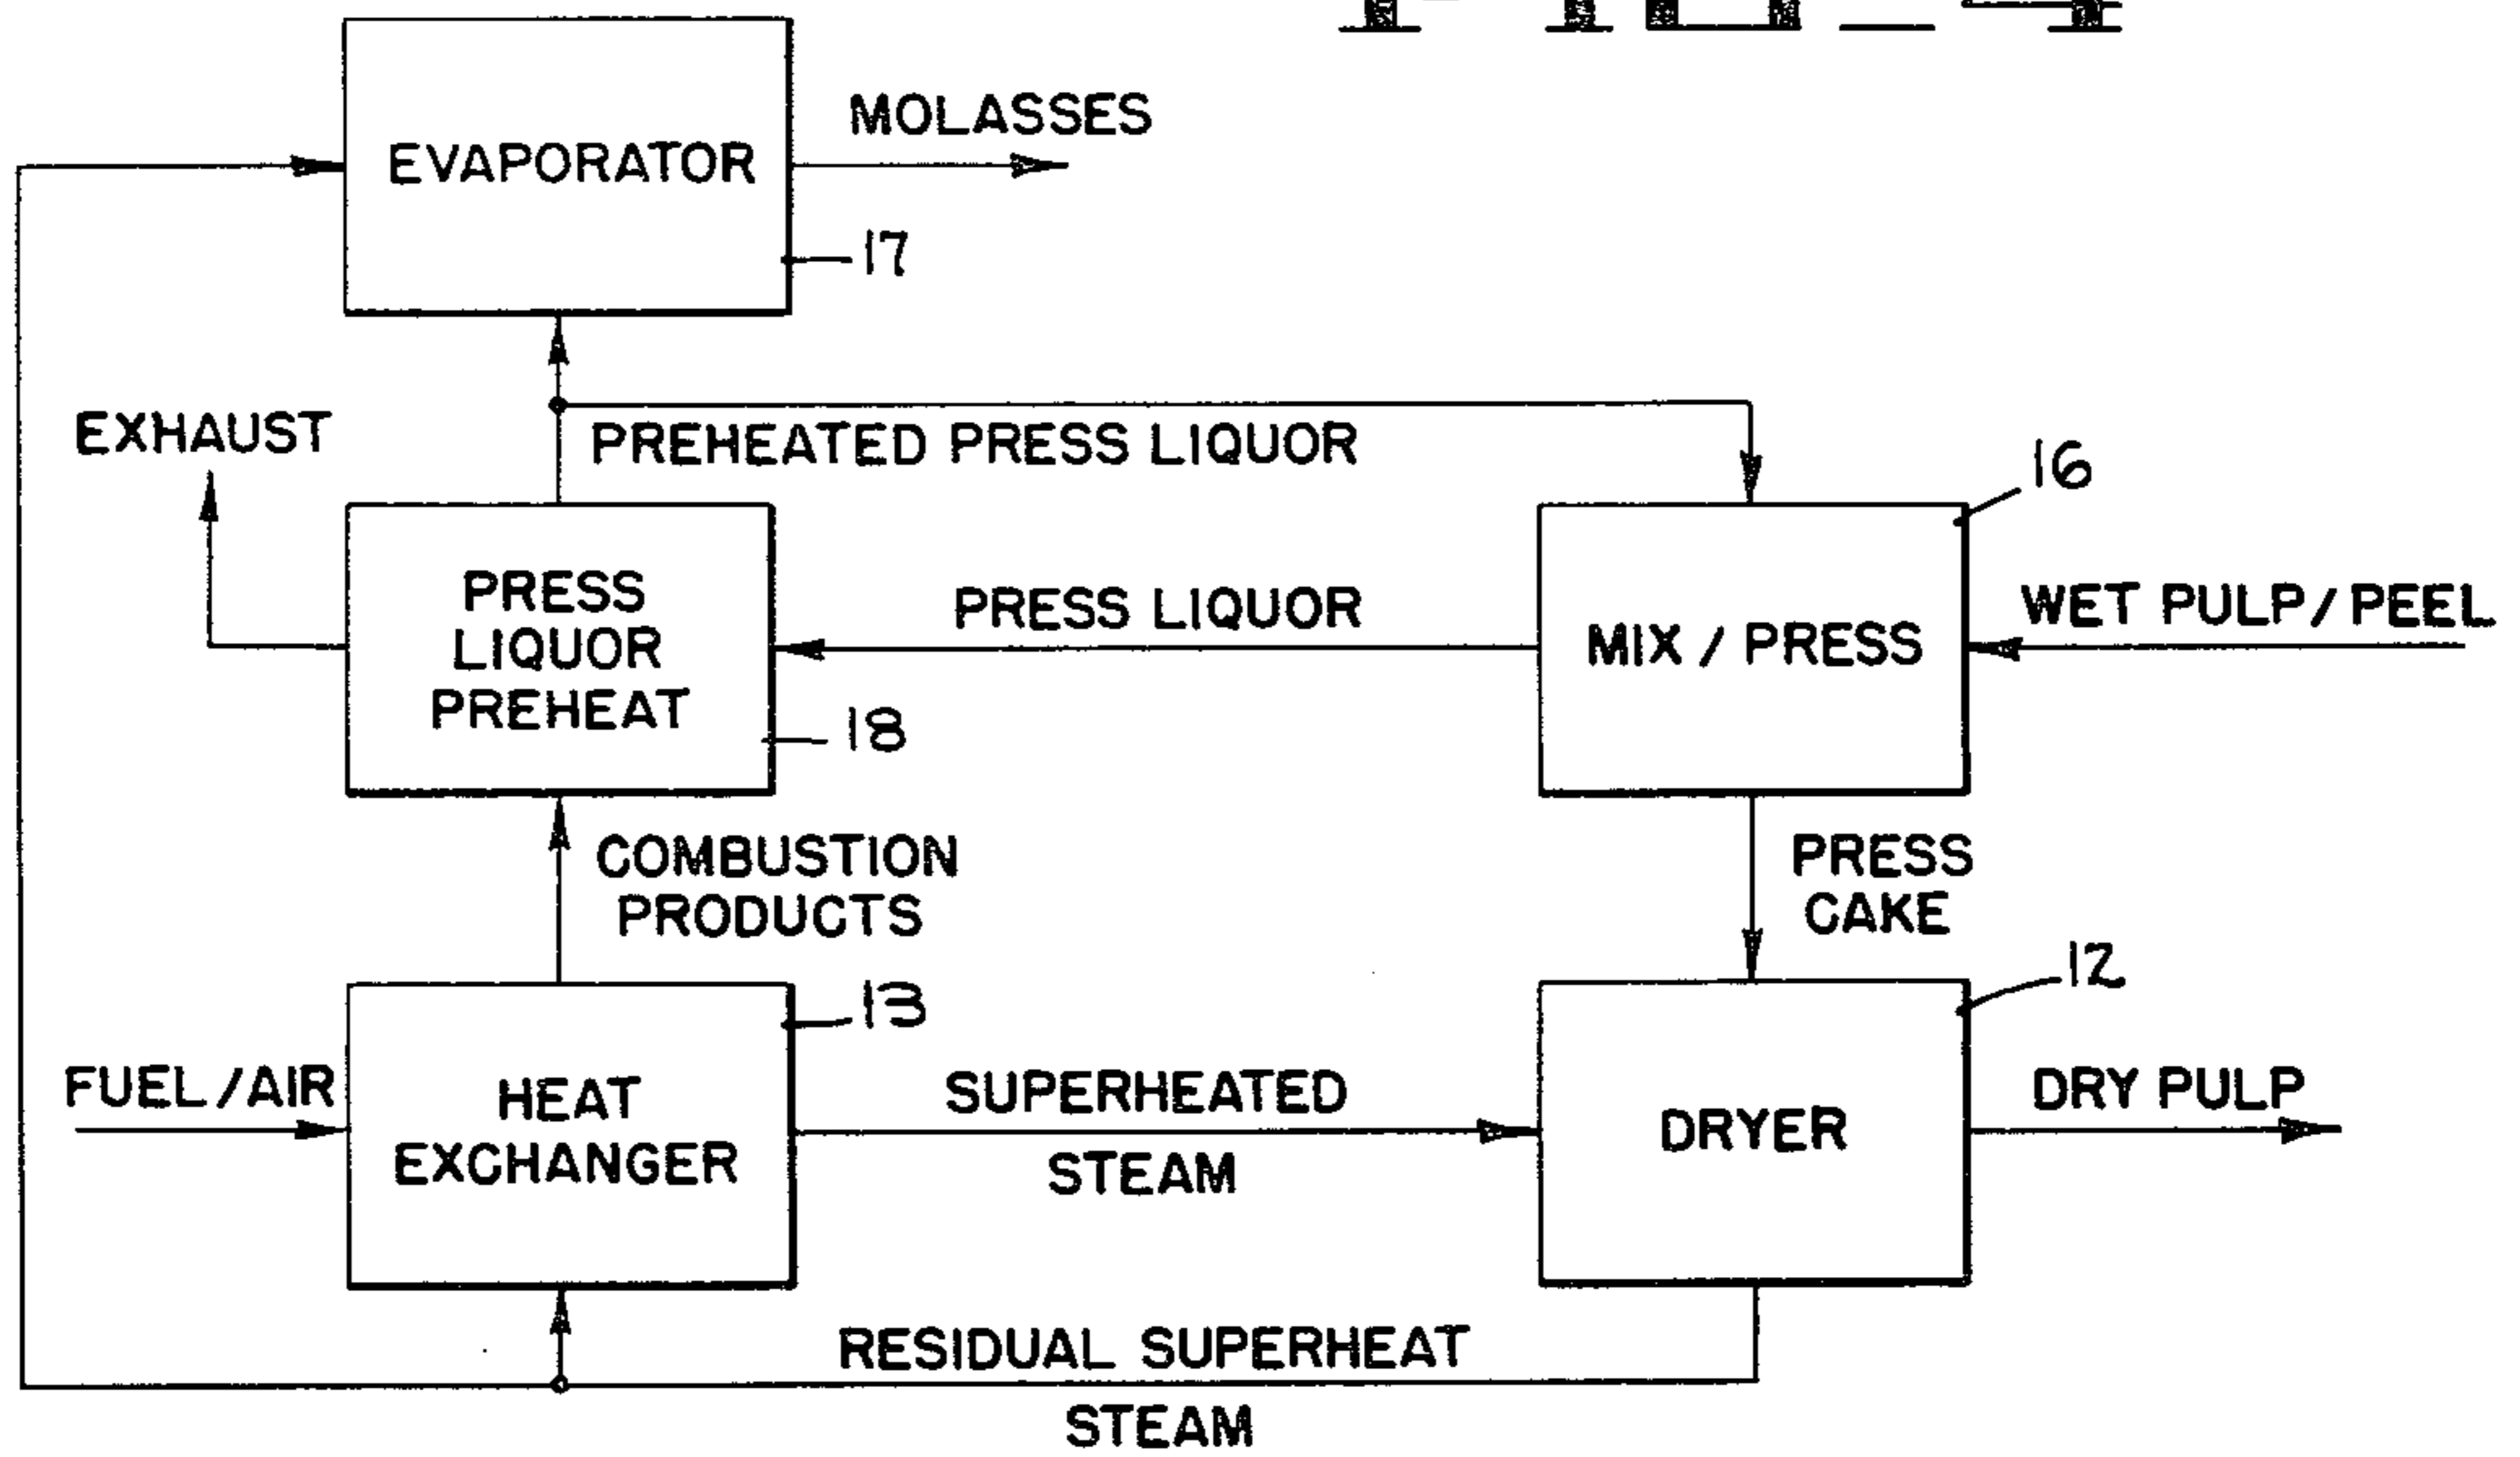 MOLASSES
EVAPORATOR
17
EXHAUST
PREHEATED PRESS LIQUOR
16
PRESS
LIQUOR
PREHEAT
18
PRESS LIQUOR
MIX / PRESS
WET PULP/PEEL
COMBUSTION
PRODUCTS
PRESS
CAKE
13
12
FUEL/AIR
HEAT
EXCHANGER
SUPERHEATED
STEAM
DRYER
DRY PULP
RESIDUAL SUPERHEAT
STEAM